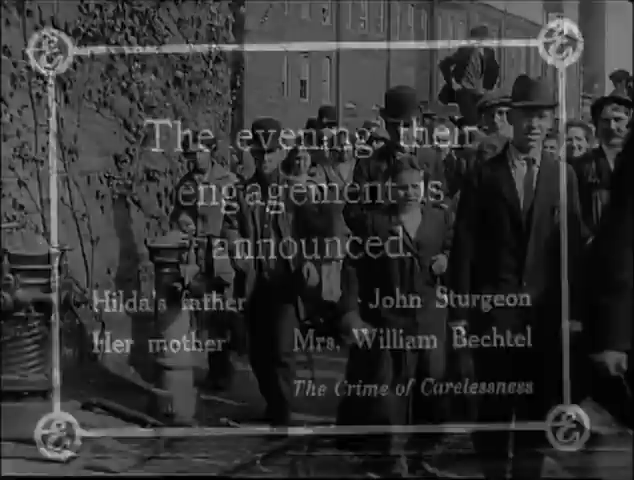 The evening their
engagement is
announced.
Hilda's father John Sturgeon
Her mother Mrs. William Bechtel
The Crime of Carelessness